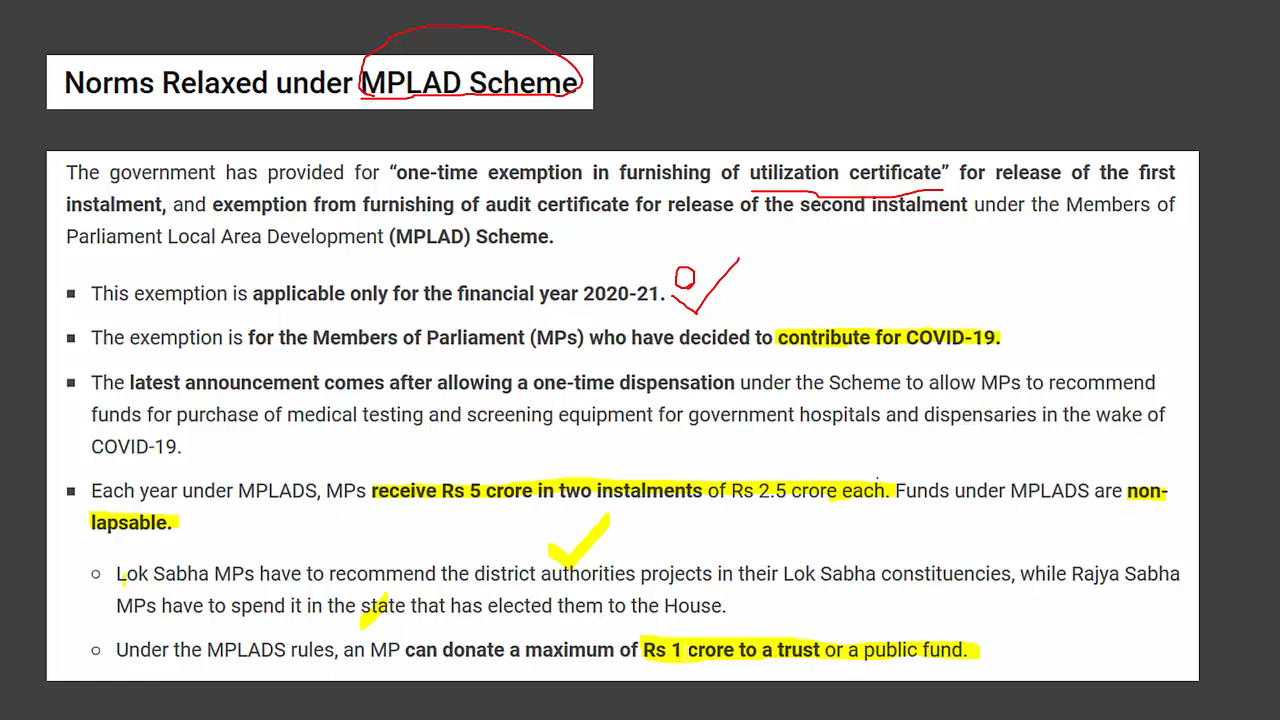 Norms Relaxed under MPLAD Scheme
The government has provided for “one-time exemption in furnishing of utilization certificate” for release of the first
instalment, and exemption from furnishing of audit certificate for release of the second instalment under the Members of
Parliament Local Area Development (MPLAD) Scheme.
▪ This exemption is applicable only for the financial year 2020-21.
▪ The exemption is for the Members of Parliament (MPs) who have decided to contribute for COVID-19.
▪ The latest announcement comes after allowing a one-time dispensation under the Scheme to allow MPs to recommend
funds for purchase of medical testing and screening equipment for government hospitals and dispensaries in the wake of
COVID-19.
▪ Each year under MPLADS, MPs receive Rs 5 crore in two instalments of Rs 2.5 crore each. Funds under MPLADS are non-
lapsable.
○ Lok Sabha MPs have to recommend the district authorities projects in their Lok Sabha constituencies, while Rajya Sabha
MPs have to spend it in the state that has elected them to the House.
○ Under the MPLADS rules, an MP can donate a maximum of Rs 1 crore to a trust or a public fund.